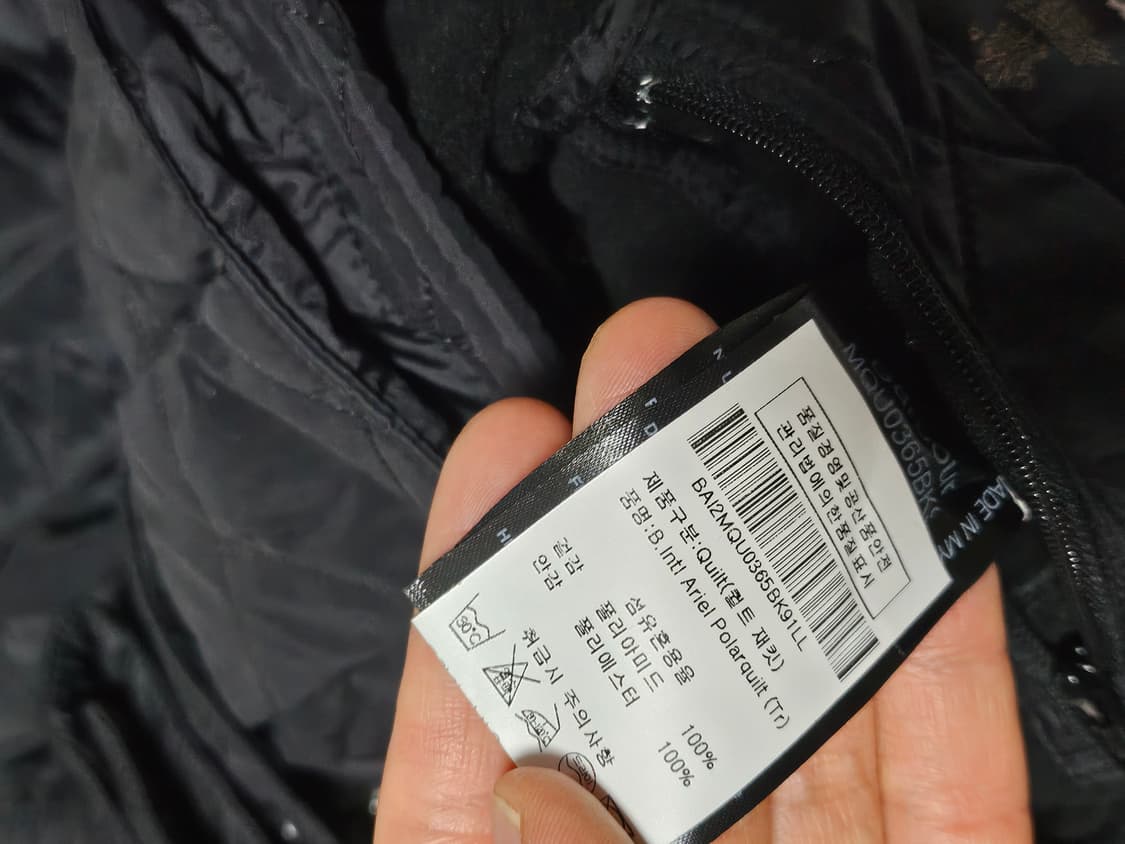 품질경영및공산품안전
관리법에의한품질표시
BAI2MQU0365BK91LL
제품구분:Quilt(퀼트 재킷)
품명:B.Intl Ariel Polarquilt (Tr)
섬유혼용율
겉감 폴리아미드 100%
안감 폴리에스터 100%
취급시 주의사항
30℃
MQU0365BK
MADE IN